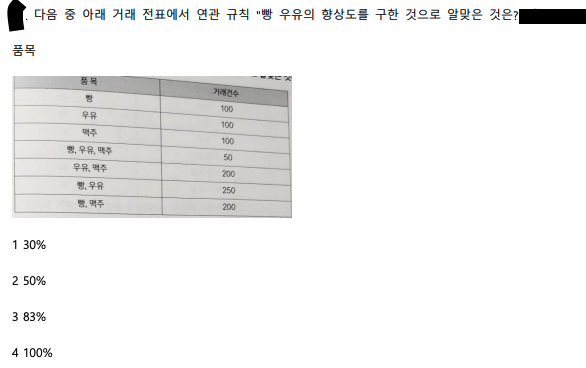 . 다음 중 아래 거래 전표에서 연관 규칙 "빵 우유의 향상도를 구한 것으로 알맞은 것은?
품목
품 목 거래건수
빵 100
우유 100
맥주 100
빵, 우유, 맥주 50
우유, 맥주 200
빵, 우유 250
빵, 맥주 200
1 30%
2 50%
3 83%
4 100%